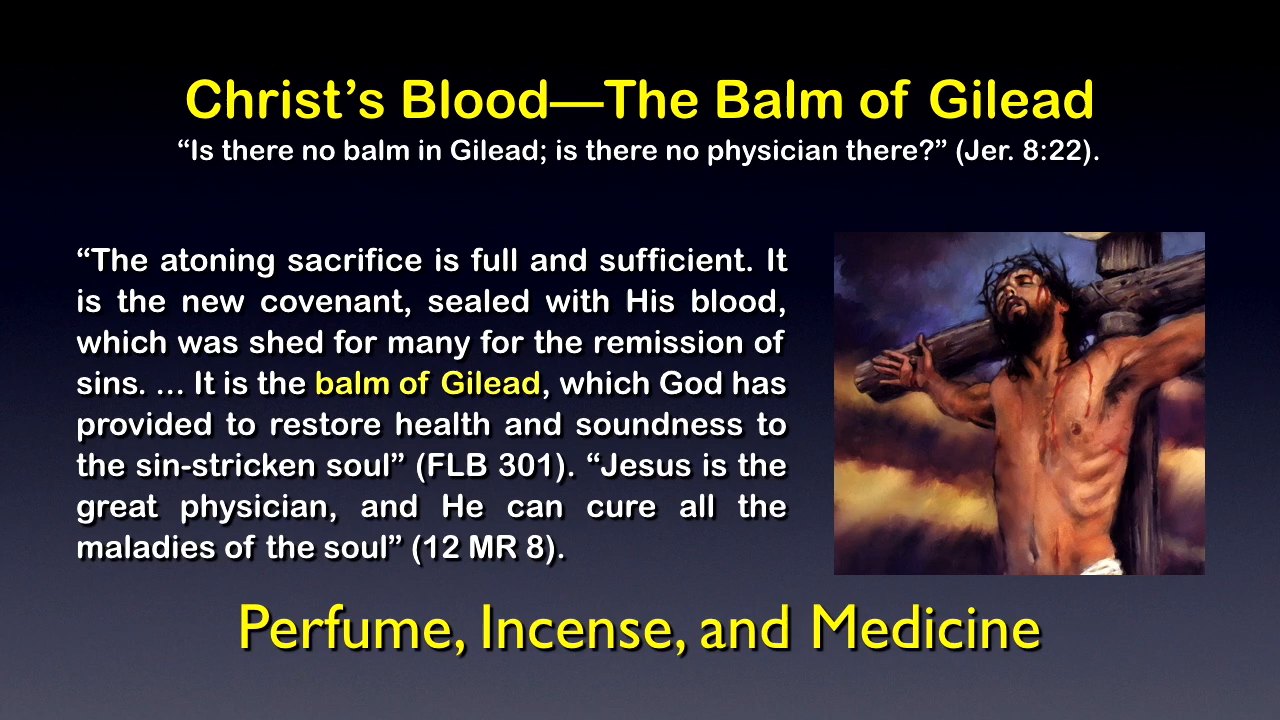 Christ’s Blood—The Balm of Gilead
“Is there no balm in Gilead; is there no physician there?” (Jer. 8:22).
“The atoning sacrifice is full and sufficient. It
is the new covenant, sealed with His blood,
which was shed for many for the remission of
sins. ... It is the balm of Gilead, which God has
provided to restore health and soundness to
the sin-stricken soul” (FLB 301). “Jesus is the
great physician, and He can cure all the
maladies of the soul” (12 MR 8).
Perfume, Incense, and Medicine